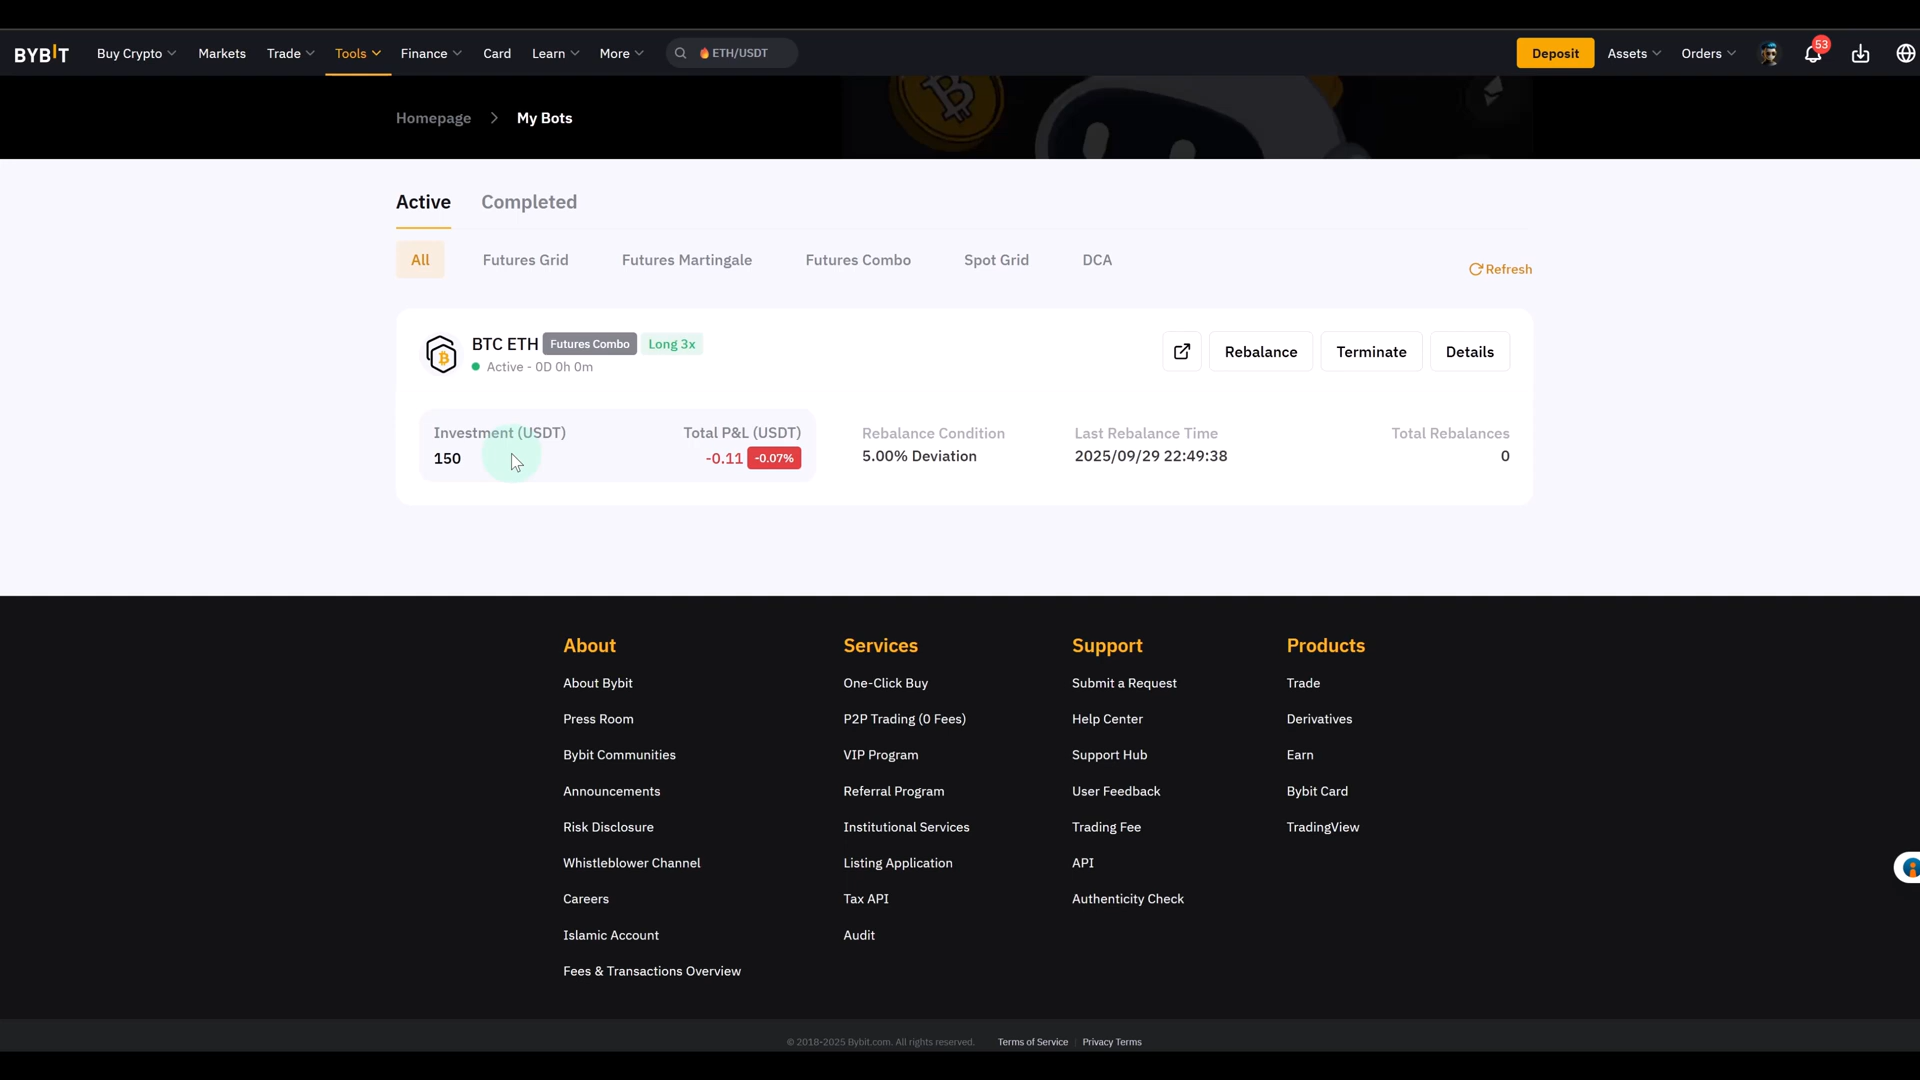 BYBIT Buy Crypto Markets Trade Tools Finance Card Learn More ETH/USDT Deposit Assets Orders 53
Homepage > My Bots
Active Completed
All Futures Grid Futures Martingale Futures Combo Spot Grid DCA
Refresh
BTC ETH Futures Combo Long 3x
Active - 0D 0h 0m
Rebalance Terminate Details
Investment (USDT) Total P&L (USDT) Rebalance Condition Last Rebalance Time Total Rebalances
150 -0.11 -0.07% 5.00% Deviation 2025/09/29 22:49:38 0
About Services Support Products
About Bybit One-Click Buy Submit a Request Trade
Press Room P2P Trading (0 Fees) Help Center Derivatives
Bybit Communities VIP Program Support Hub Earn
Announcements Referral Program User Feedback Bybit Card
Risk Disclosure Institutional Services Trading Fee TradingView
Whistleblower Channel Listing Application API
Careers Tax API Authenticity Check
Islamic Account Audit
Fees & Transactions Overview
© 2018-2025 Bybit.com. All rights reserved. Terms of Service | Privacy Terms